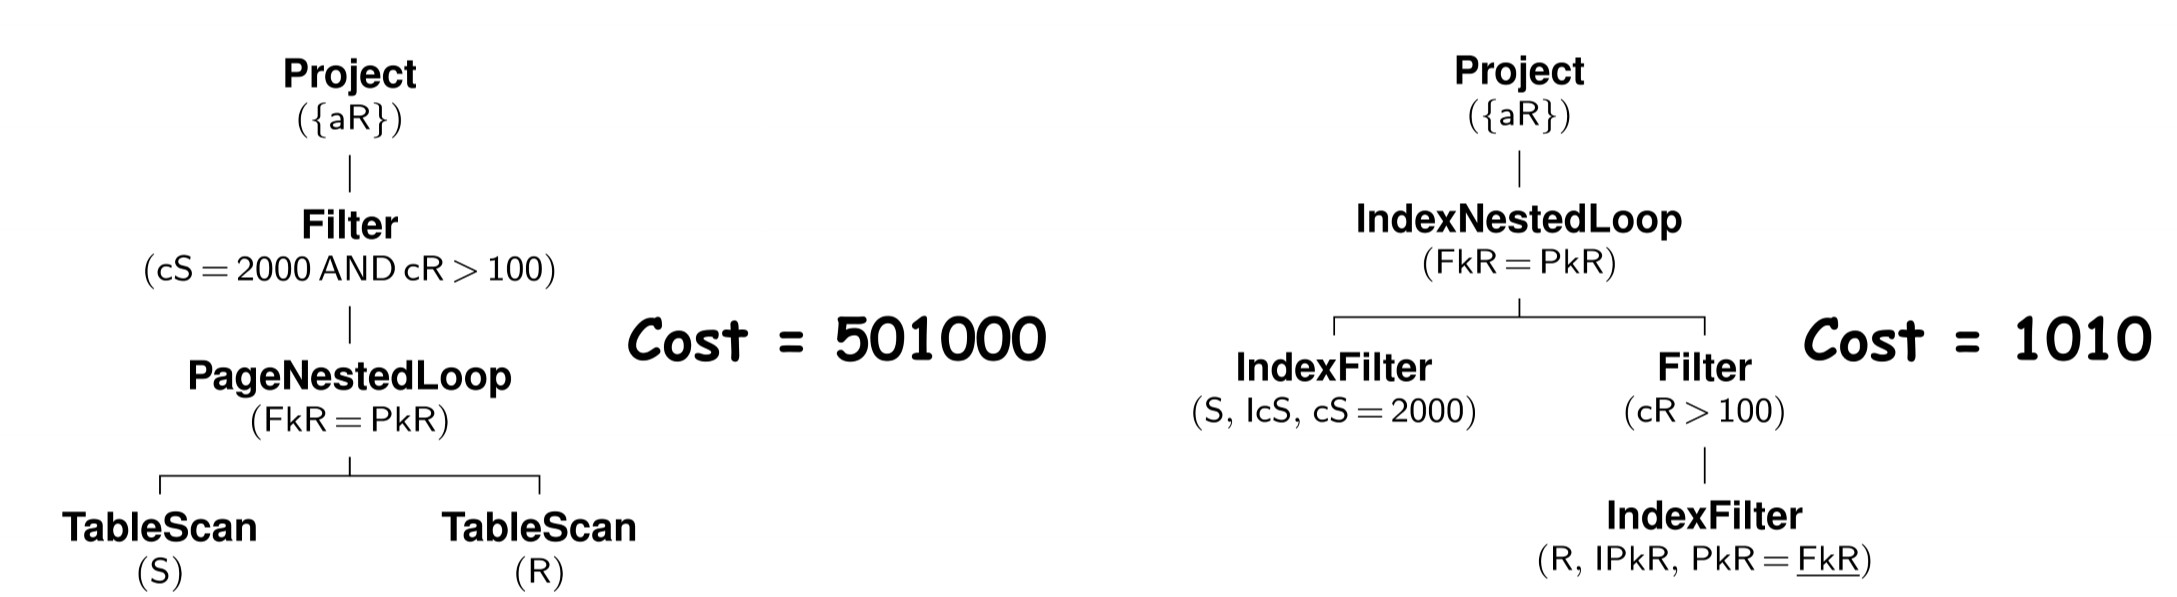 Project
({aR})
Filter
(cS = 2000 AND cR > 100)
PageNestedLoop
(FkR = PkR)
TableScan
(S)
TableScan
(R)
Cost = 501000
Project
({aR})
IndexNestedLoop
(FkR = PkR)
IndexFilter
(S, IcS, cS = 2000)
Filter
(cR > 100)
IndexFilter
(R, IPkR, PkR = FkR)
Cost = 1010